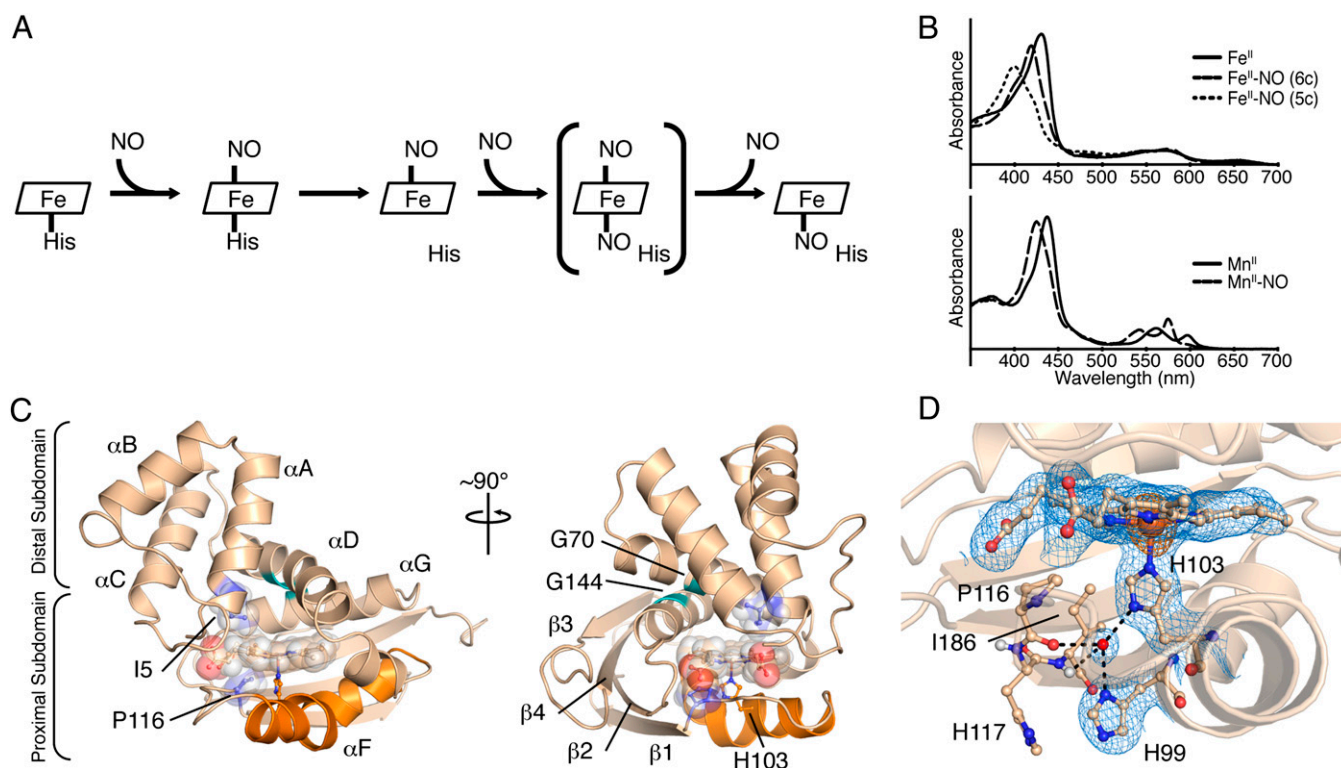 A
NO
NO
NO
NO
NO
NO
NO
Fe
Fe
Fe
Fe
Fe
His
His
His
NO
His
NO
His
B
Absorbance
Feᴵᴵ
Feᴵᴵ-NO (6c)
Feᴵᴵ-NO (5c)
400 450 500 550 600 650 700
Absorbance
Mnᴵᴵ
Mnᴵᴵ-NO
400 450 500 550 600 650 700
Wavelength (nm)
C
Distal Subdomain
Proximal Subdomain
αB
αA
αD
αC
αG
I5
P116
αF
~90°
G70
G144
β3
β4
β2
β1
H103
D
H103
P116
I186
H117
H99